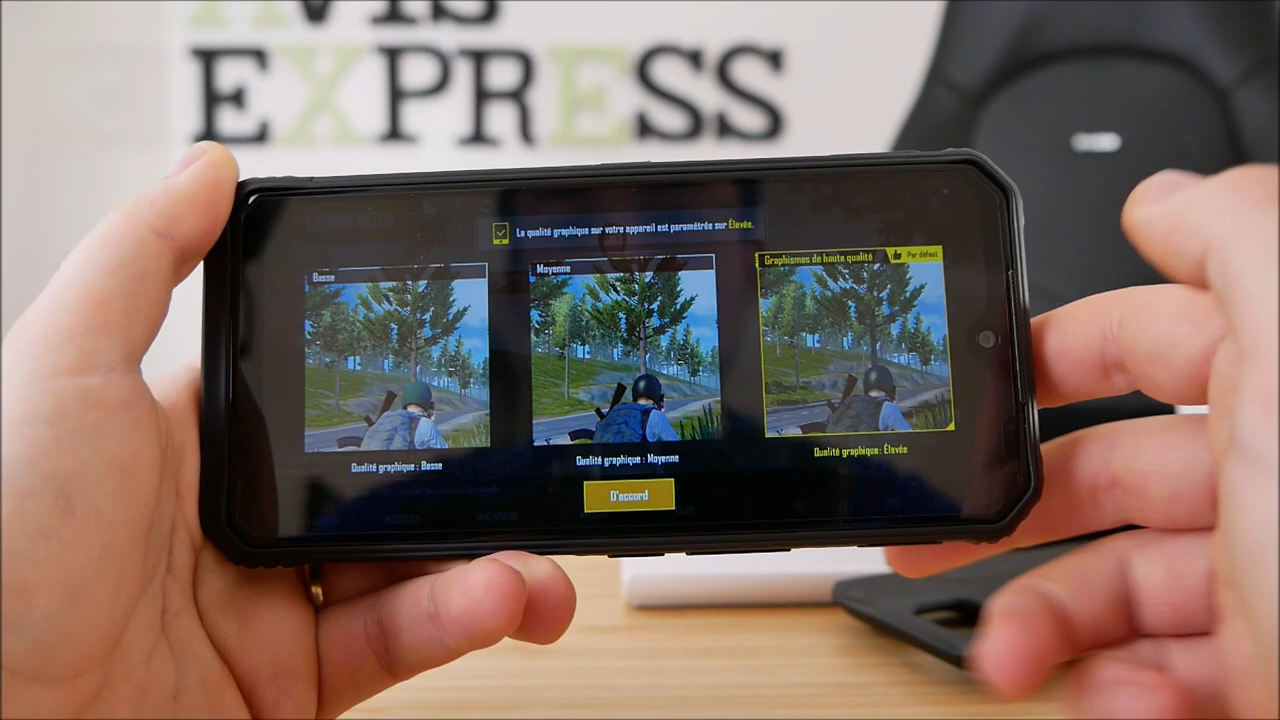 AVIS
EXPRESS
La qualité graphique sur votre appareil est paramétrée sur Élevée.
Basse
Moyenne
Graphismes de haute qualité
Par défaut
Qualité graphique : Basse
Qualité graphique : Moyenne
Qualité graphique : Élevée
D'accord